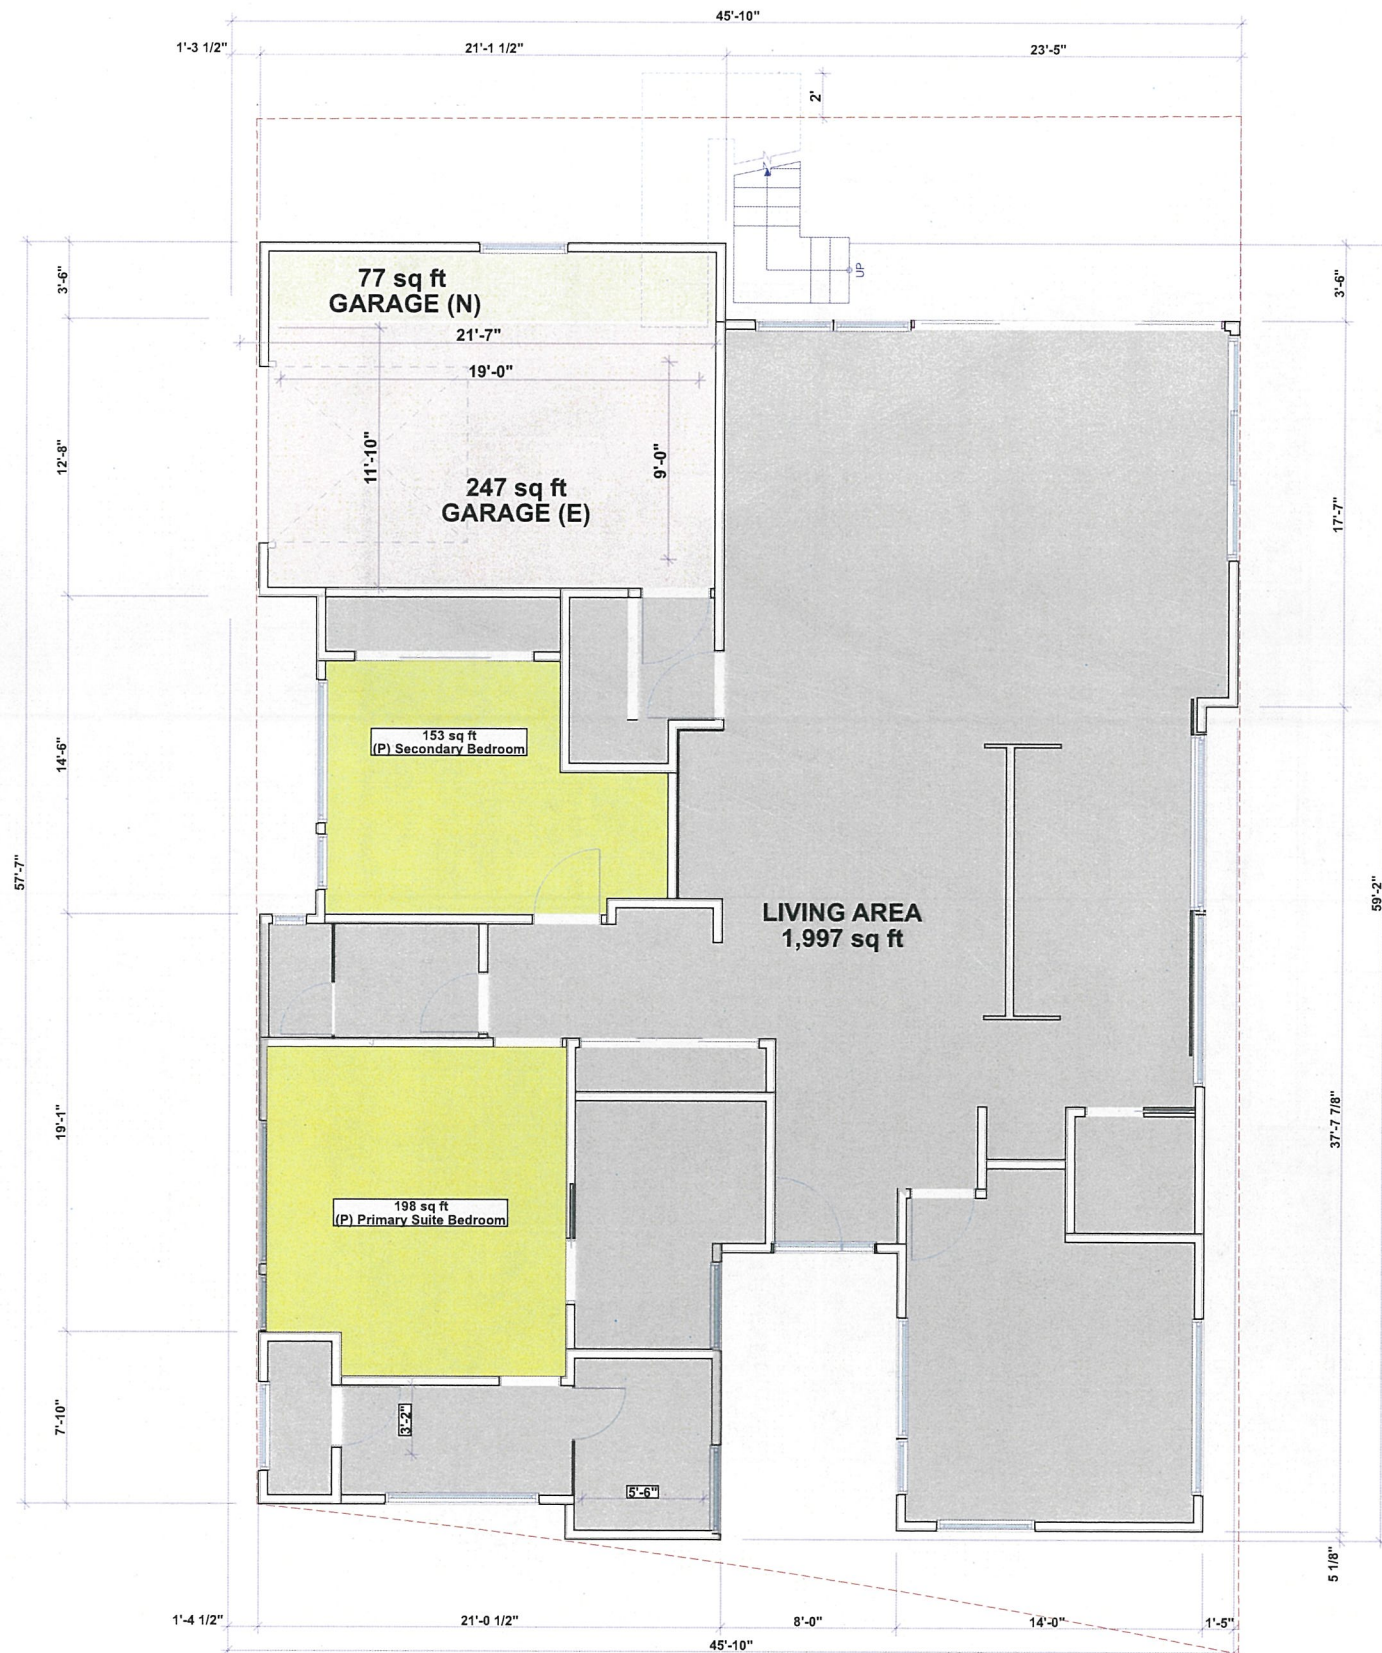 45'-10"
1'-3 1/2"
21'-1 1/2"
23'-5"
2'
UP
3'-6"
3'-6"
77 sq ft
GARAGE (N)
21'-7"
19'-0"
11'-10"
9'-0"
12'-8"
247 sq ft
GARAGE (E)
17'-7"
14'-6"
153 sq ft
(P) Secondary Bedroom
57'-7"
59'-2"
LIVING AREA
1,997 sq ft
19'-1"
37'-7 7/8"
198 sq ft
(P) Primary Suite Bedroom
7'-10"
3'-2"
5'-6"
5 1/8"
1'-4 1/2"
21'-0 1/2"
8'-0"
14'-0"
1'-5"
45'-10"